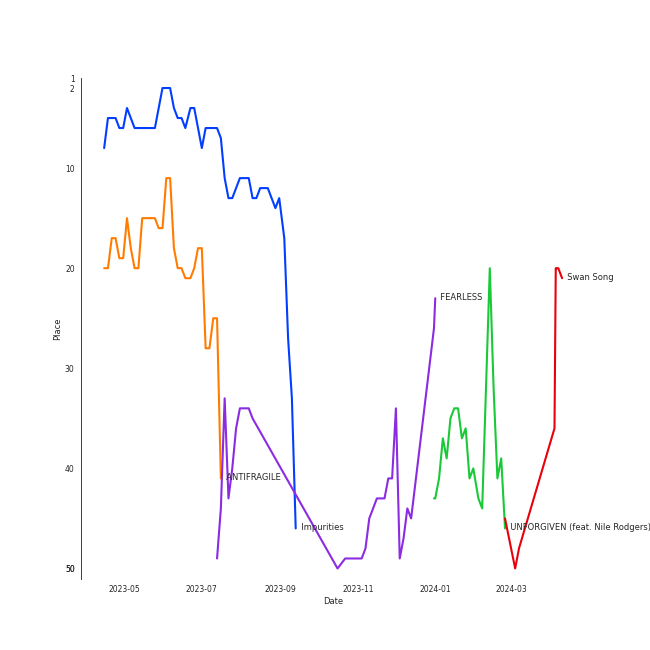 1
2
10
20
30
40
50
Place
2023-05
2023-07
2023-09
2023-11
2024-01
2024-03
Date
Swan Song
FEARLESS
ANTIFRAGILE
Impurities
UNFORGIVEN (feat. Nile Rodgers)